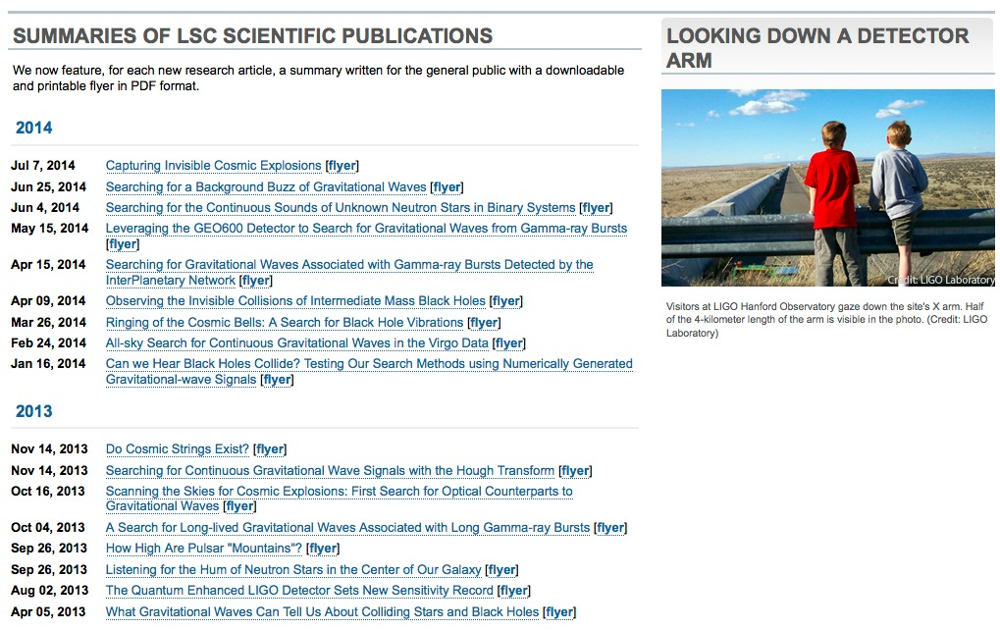 SUMMARIES OF LSC SCIENTIFIC PUBLICATIONS
We now feature, for each new research article, a summary written for the general public with a downloadable
and printable flyer in PDF format.
2014
Jul 7, 2014 Capturing Invisible Cosmic Explosions [flyer]
Jun 25, 2014 Searching for a Background Buzz of Gravitational Waves [flyer]
Jun 4, 2014 Searching for the Continuous Sounds of Unknown Neutron Stars in Binary Systems [flyer]
May 15, 2014 Leveraging the GEO600 Detector to Search for Gravitational Waves from Gamma-ray Bursts
[flyer]
Apr 15, 2014 Searching for Gravitational Waves Associated with Gamma-ray Bursts Detected by the
InterPlanetary Network [flyer]
Apr 09, 2014 Observing the Invisible Collisions of Intermediate Mass Black Holes [flyer]
Mar 26, 2014 Ringing of the Cosmic Bells: A Search for Black Hole Vibrations [flyer]
Feb 24, 2014 All-sky Search for Continuous Gravitational Waves in the Virgo Data [flyer]
Jan 16, 2014 Can we Hear Black Holes Collide? Testing Our Search Methods using Numerically Generated
Gravitational-wave Signals [flyer]
2013
Nov 14, 2013 Do Cosmic Strings Exist? [flyer]
Nov 14, 2013 Searching for Continuous Gravitational Wave Signals with the Hough Transform [flyer]
Oct 16, 2013 Scanning the Skies for Cosmic Explosions: First Search for Optical Counterparts to
Gravitational Waves [flyer]
Oct 04, 2013 A Search for Long-lived Gravitational Waves Associated with Long Gamma-ray Bursts [flyer]
Sep 26, 2013 How High Are Pulsar "Mountains"? [flyer]
Sep 26, 2013 Listening for the Hum of Neutron Stars in the Center of Our Galaxy [flyer]
Aug 02, 2013 The Quantum Enhanced LIGO Detector Sets New Sensitivity Record [flyer]
Apr 05, 2013 What Gravitational Waves Can Tell Us About Colliding Stars and Black Holes [flyer]
LOOKING DOWN A DETECTOR
ARM
Credit: LIGO Laboratory
Visitors at LIGO Hanford Observatory gaze down the site's X arm. Half
of the 4-kilometer length of the arm is visible in the photo. (Credit: LIGO
Laboratory)